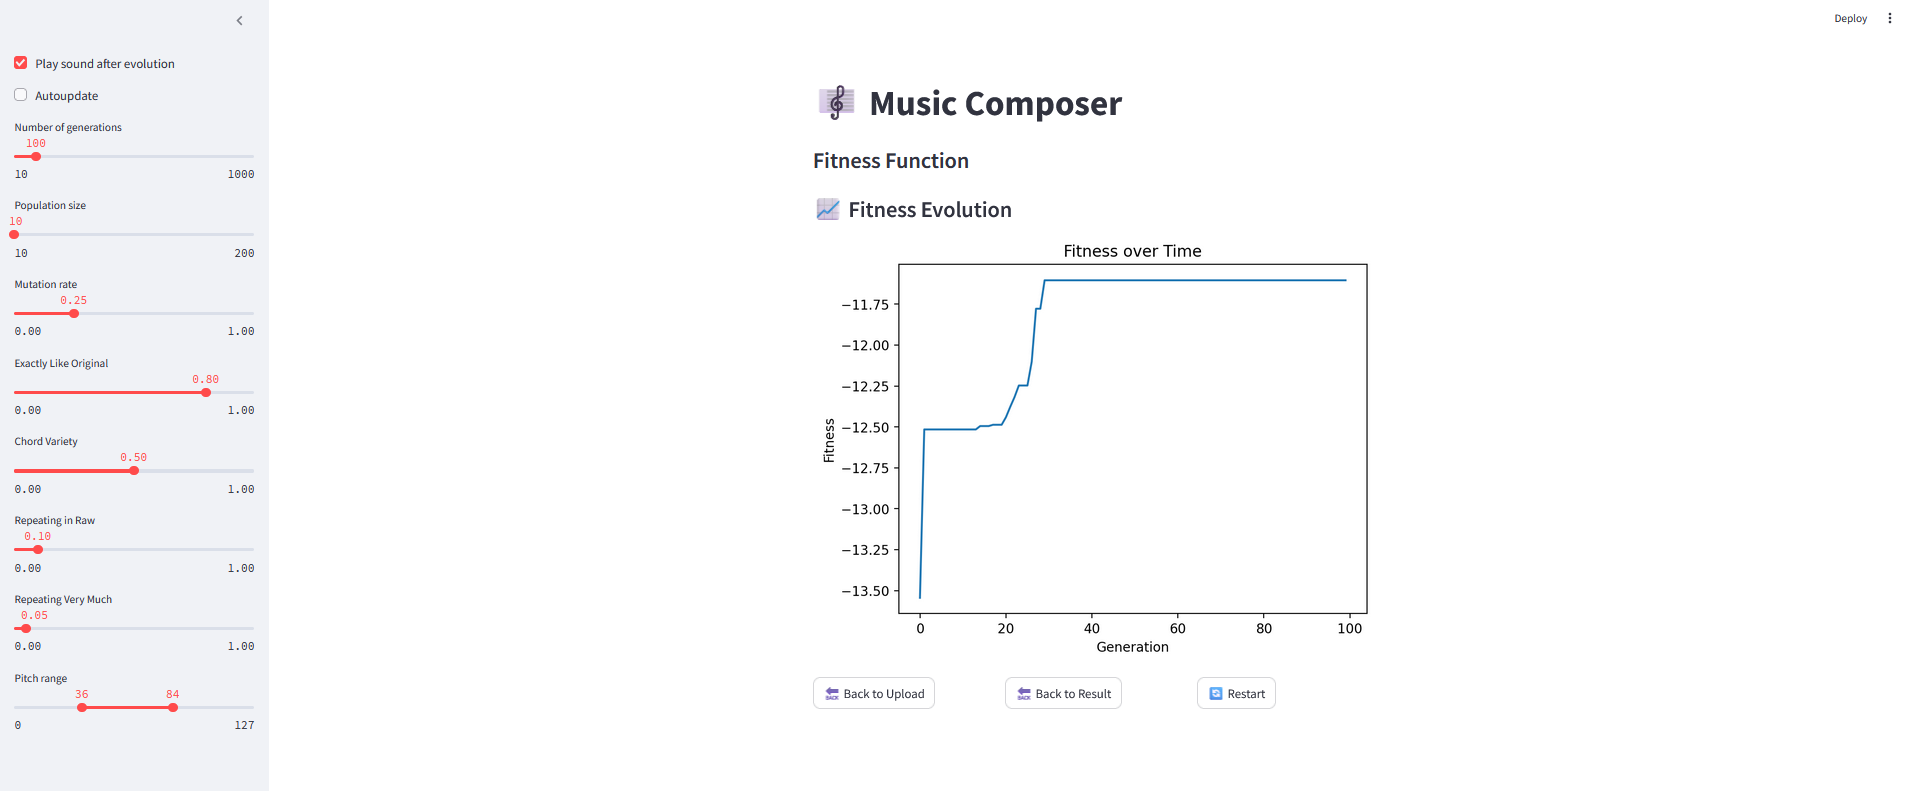 Deploy
Play sound after evolution
Autoupdate
Number of generations
100
10 1000
Population size
10
10 200
Mutation rate
0.25
0.00 1.00
Exactly Like Original
0.80
0.00 1.00
Chord Variety
0.50
0.00 1.00
Repeating in Raw
0.10
0.00 1.00
Repeating Very Much
0.05
0.00 1.00
Pitch range
36 84
0 127
Music Composer
Fitness Function
Fitness Evolution
Fitness over Time
−11.75
−12.00
−12.25
−12.50
−12.75
−13.00
−13.25
−13.50
Fitness
0 20 40 60 80 100
Generation
BACK Back to Upload
BACK Back to Result
Restart